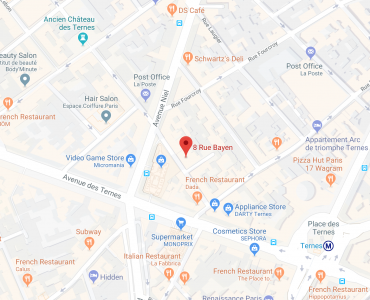 DS Café
Ancien Château
des Ternes
Rue Laugier
Post Office
La Poste
Schwartz's Deli
Rue Fourcroy
Beauty Salon
Institut de beauté
Body'Minute
Post Office
La Poste
Hair Salon
Espace.Coiffure.Paris
Rue Fourcroy
Avenue Niel
French Restaurant
8 Rue Bayen
Appartement Arc
de triomphe Ternes
Video Game Store
Micromania
Pizza Hut Paris
17 Wagram
Avenue des Ternes
French Restaurant
Dada.
Appliance Store
DARTY Ternes
Place des
Ternes
Supermarket
MONOPRIX
Cosmetics Store
SEPHORA
Subway
Ternes
Italian Restaurant
La Fabbrica
French Restaurant
Caius
Hidden
French Restaurant
The Place to...
French Restaurant
Hippopotamus -
Renaissance Paris